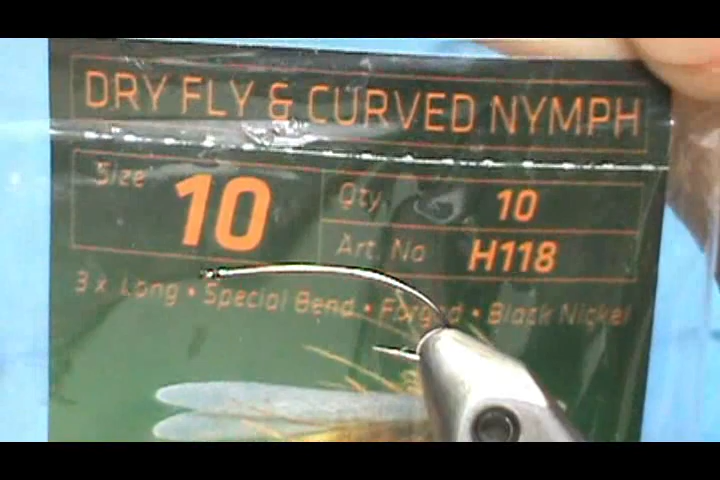 DRY FLY & CURVED NYMPH
Size 10
Qty. 10
Art. No H118
3 x Long • Special Bend • Forged • Black Nickel